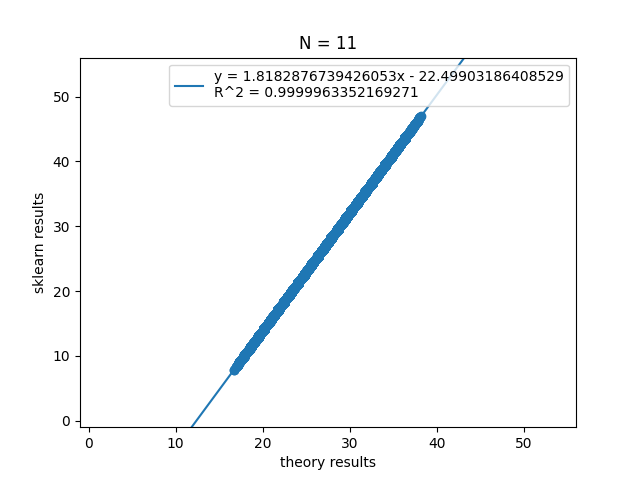 N = 11
y = 1.8182876739426053x - 22.49903186408529
R^2 = 0.9999963352169271
50
40
30
20
10
0
sklearn results
0 10 20 30 40 50
theory results